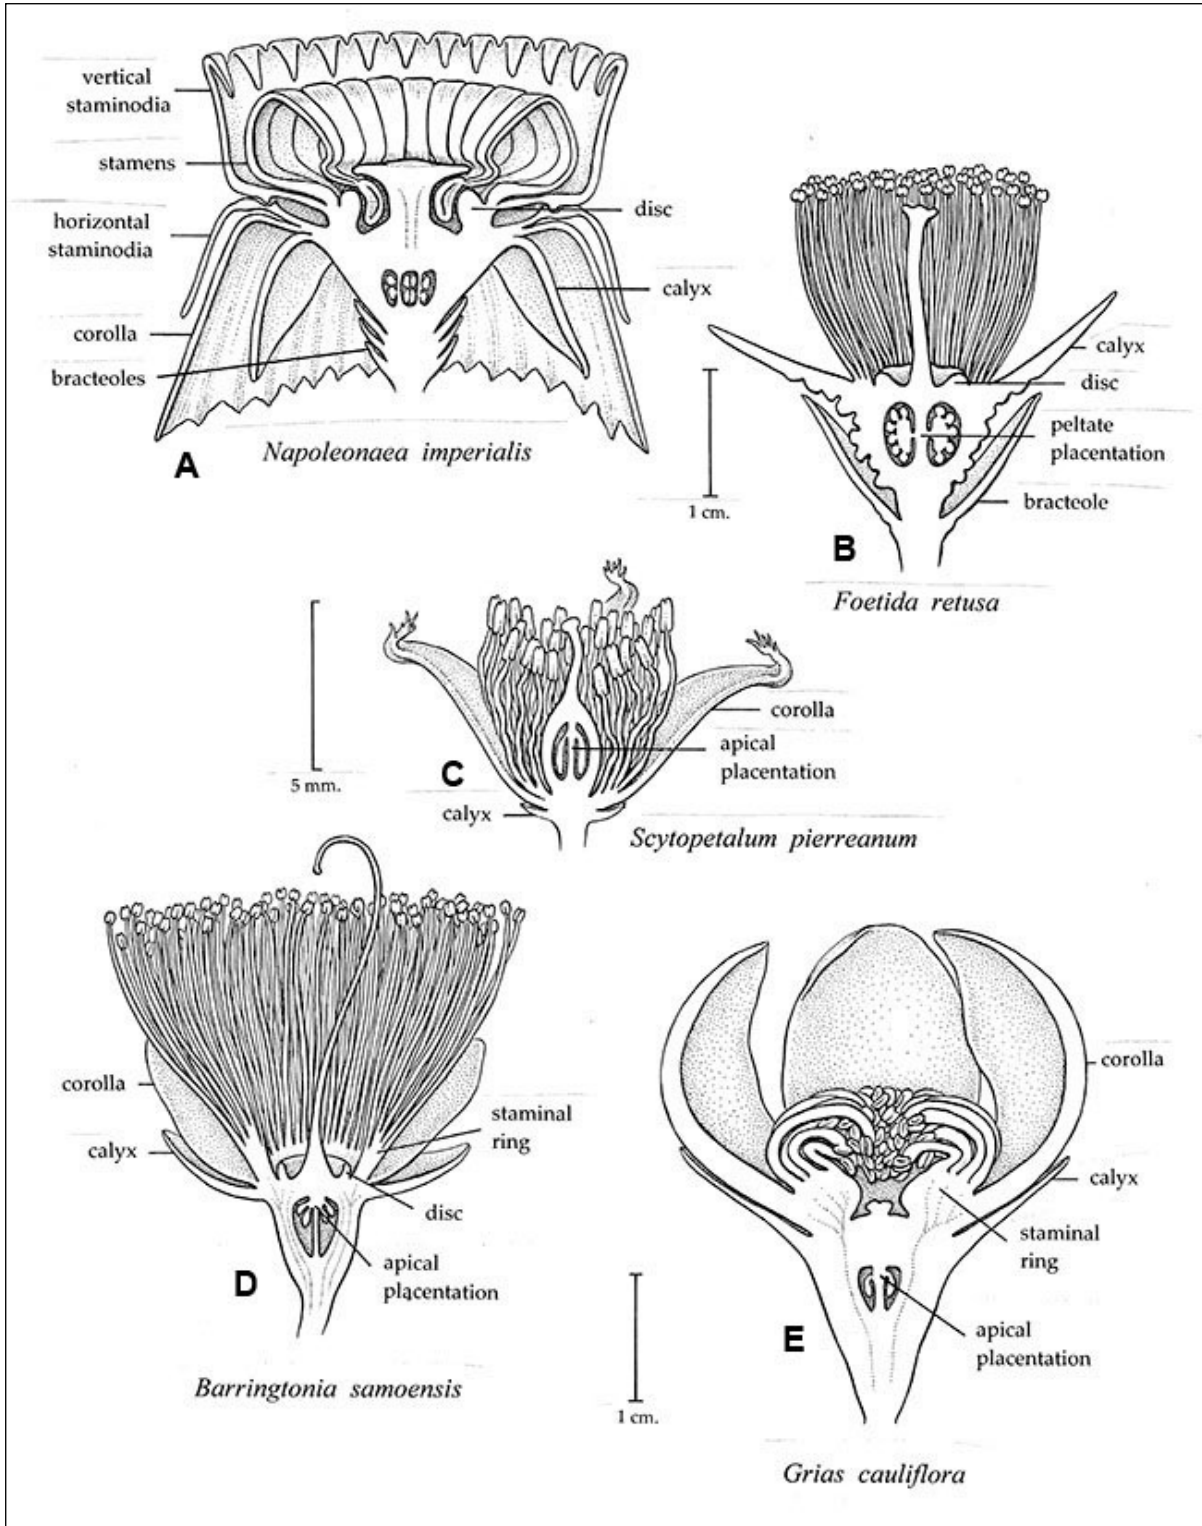 vertical
staminodia
stamens
horizontal
staminodia
corolla
bracteoles
disc
calyx
A
Napoleonaea imperialis
calyx
disc
peltate
placentation
bracteole
1 cm.
B
Foetida retusa
5 mm.
corolla
apical
placentation
C
calyx
Scytopetalum pierreanum
corolla
calyx
staminal
ring
disc
apical
placentation
D
Barringtonia samoensis
corolla
calyx
staminal
ring
apical
placentation
E
1 cm.
Grias cauliflora